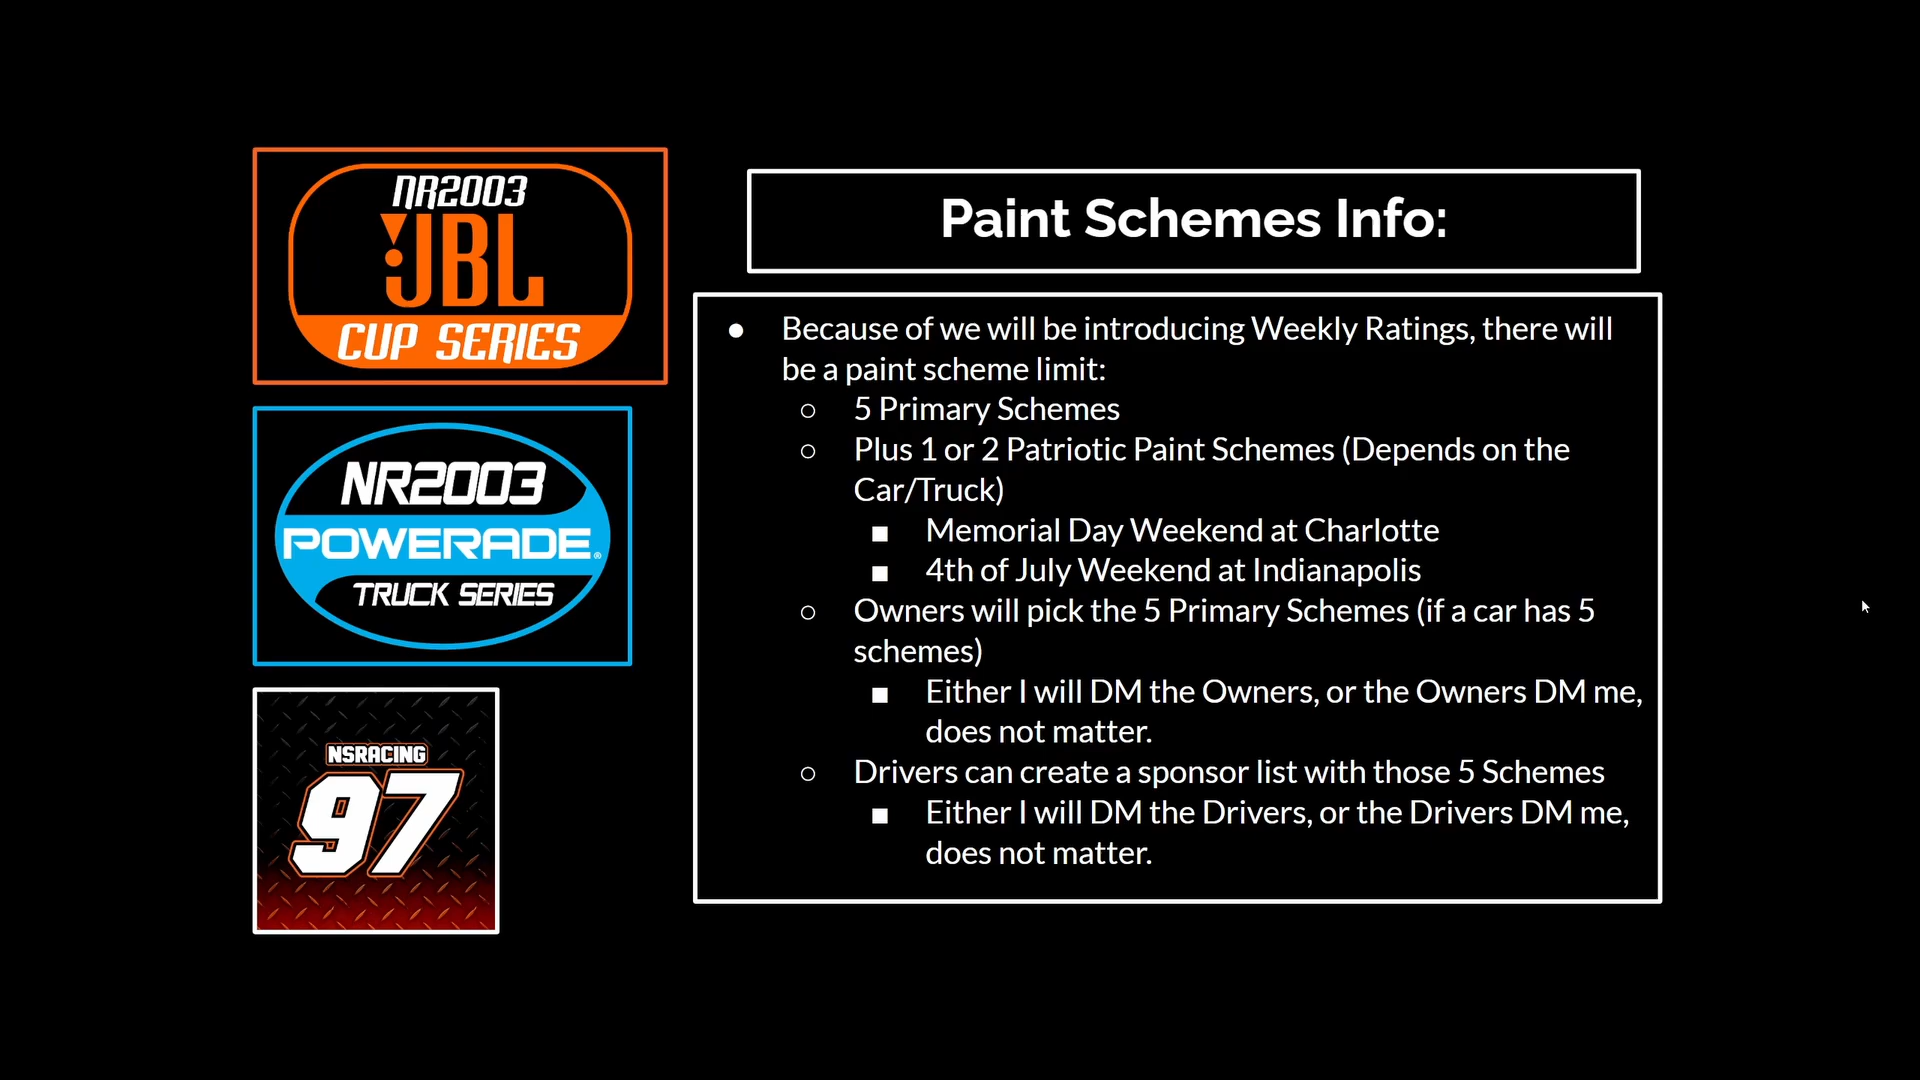 NR2003
JBL
CUP SERIES
NR2003
POWERADE®
TRUCK SERIES
NSRACING
97
Paint Schemes Info:
● Because of we will be introducing Weekly Ratings, there will
be a paint scheme limit:
○ 5 Primary Schemes
○ Plus 1 or 2 Patriotic Paint Schemes (Depends on the
Car/Truck)
■ Memorial Day Weekend at Charlotte
■ 4th of July Weekend at Indianapolis
○ Owners will pick the 5 Primary Schemes (if a car has 5
schemes)
■ Either I will DM the Owners, or the Owners DM me,
does not matter.
○ Drivers can create a sponsor list with those 5 Schemes
■ Either I will DM the Drivers, or the Drivers DM me,
does not matter.